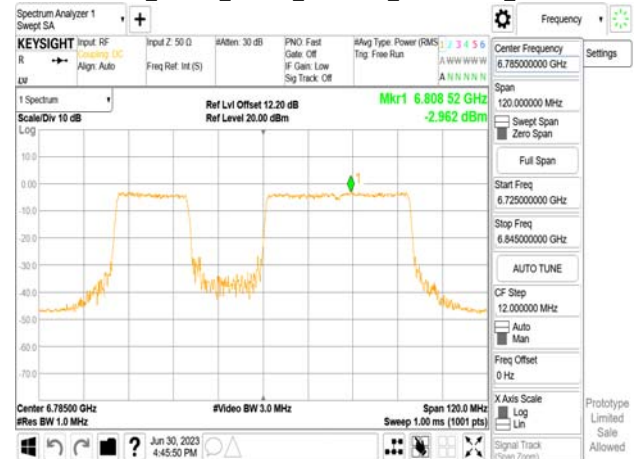 Spectrum Analyzer 1
Swept SA
Frequency
KEYSIGHT
Input: RF
Coupling: DC
Align: Auto
Input Z: 50 Ω
Freq Ref: Int (S)
#Atten: 30 dB
PNO: Fast
Gate: Off
IF Gain: Low
Sig Track: Off
#Avg Type: Power (RMS
Trig: Free Run
1 2 3 4 5 6
A W W W W W
A N N N N N
R
LXI
1 Spectrum
Scale/Div 10 dB
Log
Ref Lvl Offset 12.20 dB
Ref Level 20.00 dBm
Mkr1 6.808 52 GHz
-2.962 dBm
10.0
0.00
-10.0
-20.0
-30.0
-40.0
-50.0
-60.0
-70.0
1
Center 6.78500 GHz
#Res BW 1.0 MHz
#Video BW 3.0 MHz
Span 120.0 MHz
Sweep 1.00 ms (1001 pts)
Jun 30, 2023
4:45:50 PM
Center Frequency
6.785000000 GHz
Settings
Span
120.000000 MHz
Swept Span
Zero Span
Full Span
Start Freq
6.725000000 GHz
Stop Freq
6.845000000 GHz
AUTO TUNE
CF Step
12.000000 MHz
Auto
Man
Freq Offset
0 Hz
X Axis Scale
Log
Lin
Signal Track
(Span Zoom)
Prototype
Limited
Sale
Allowed